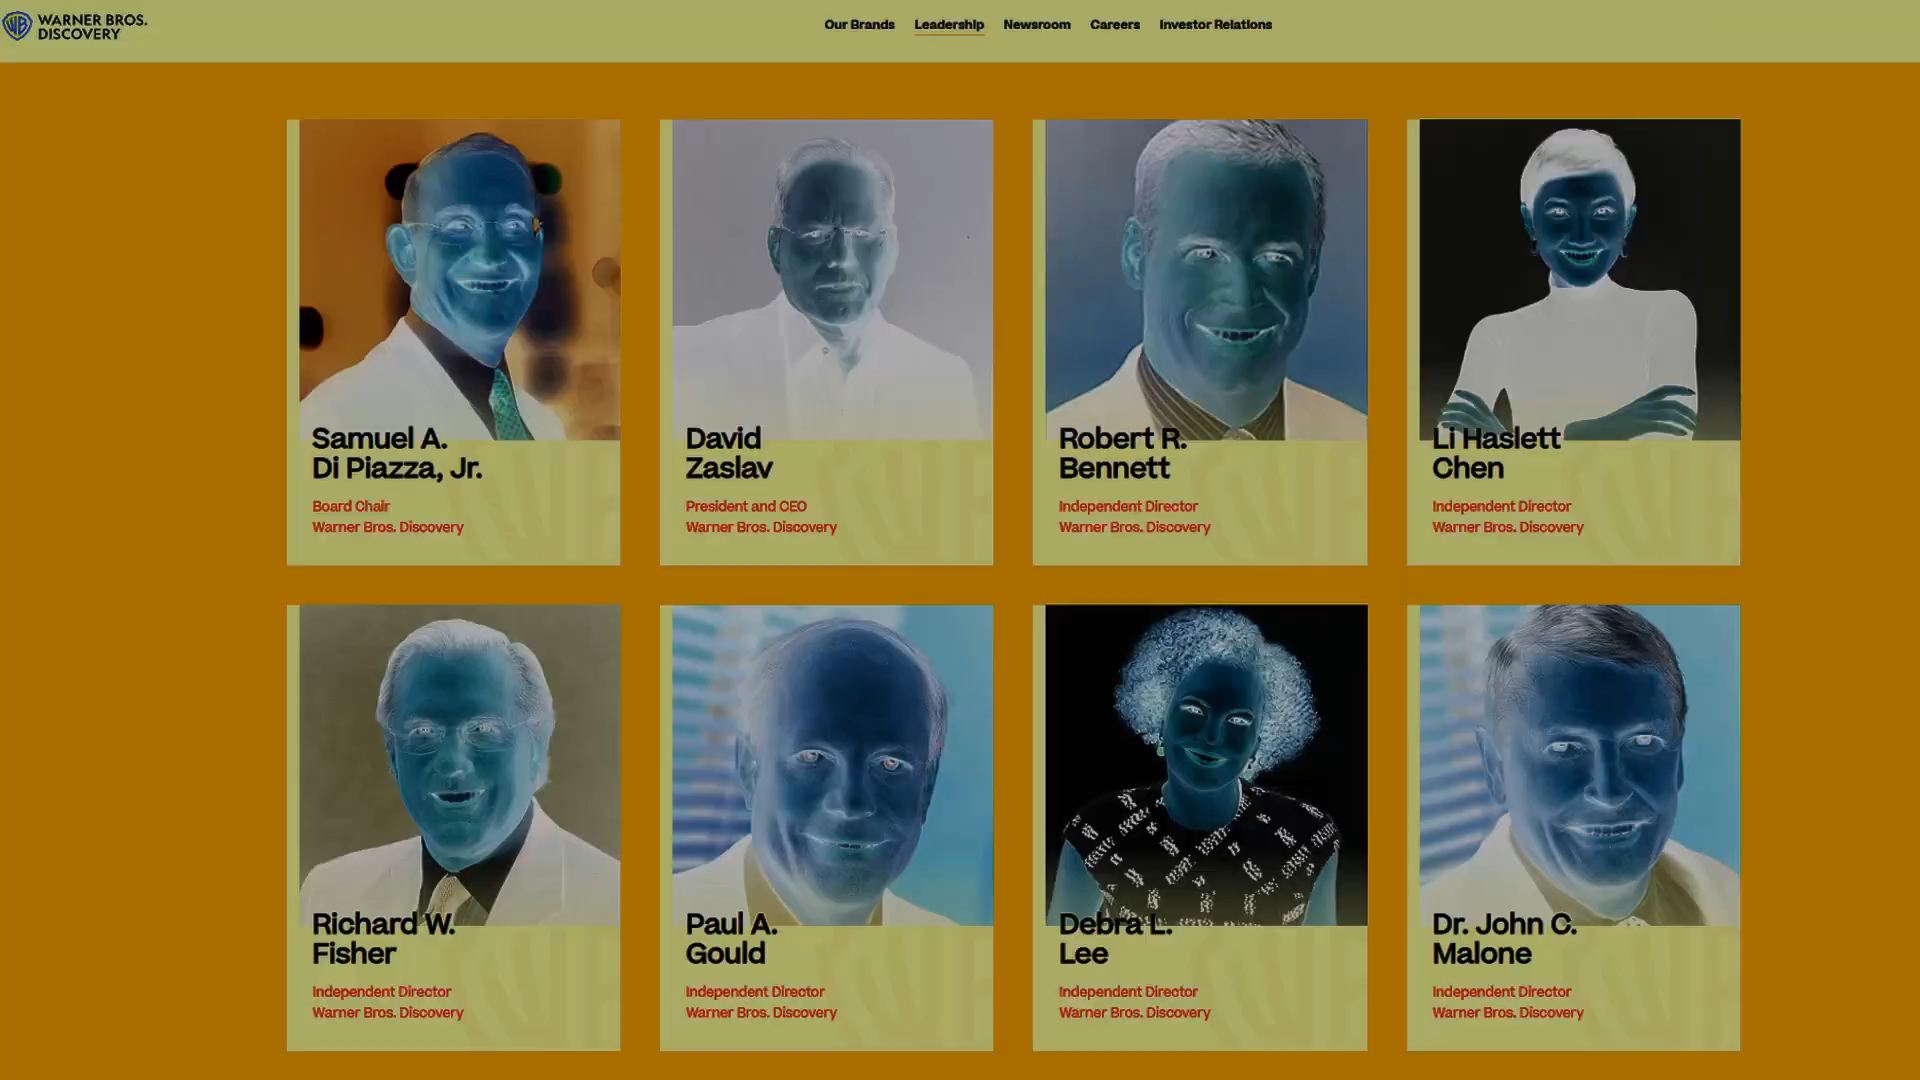 WARNER BROS.
DISCOVERY
Our Brands
Leadership
Newsroom
Careers
Investor Relations
Samuel A.
Di Piazza, Jr.
Board Chair
Warner Bros. Discovery
David
Zaslav
President and CEO
Warner Bros. Discovery
Robert R.
Bennett
Independent Director
Warner Bros. Discovery
Li Haslett
Chen
Independent Director
Warner Bros. Discovery
Richard W.
Fisher
Independent Director
Warner Bros. Discovery
Paul A.
Gould
Independent Director
Warner Bros. Discovery
Debra L.
Lee
Independent Director
Warner Bros. Discovery
Dr. John C.
Malone
Independent Director
Warner Bros. Discovery